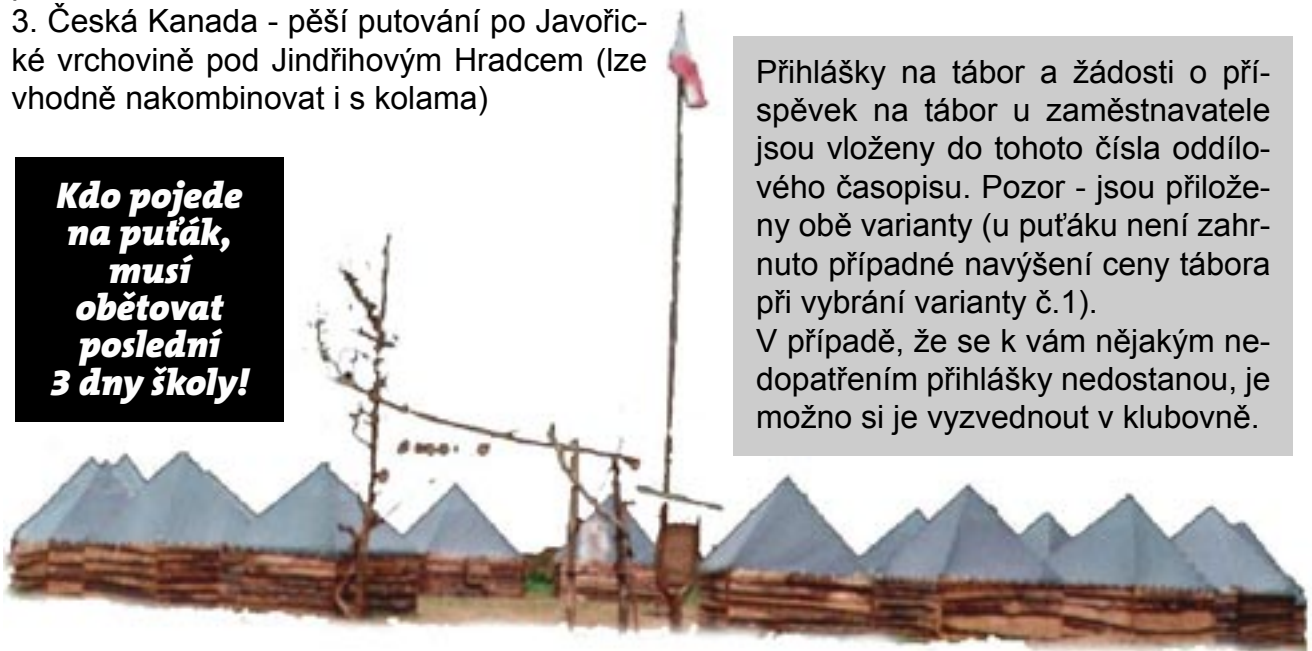 3. Česká Kanada - pěší putování po Javořic-
ké vrchovině pod Jindřihovým Hradcem (lze
vhodně nakombinovat i s kolama)
Kdo pojede
na puťák,
musí
obětovat
poslední
3 dny školy!
Přihlášky na tábor a žádosti o pří-
spěvek na tábor u zaměstnavatele
jsou vloženy do tohoto čísla oddílo-
vého časopisu. Pozor - jsou přilože-
ny obě varianty (u puťáku není zahr-
nuto případné navýšení ceny tábora
při vybrání varianty č.1).
V případě, že se k vám nějakým ne-
dopatřením přihlášky nedostanou, je
možno si je vyzvednout v klubovně.